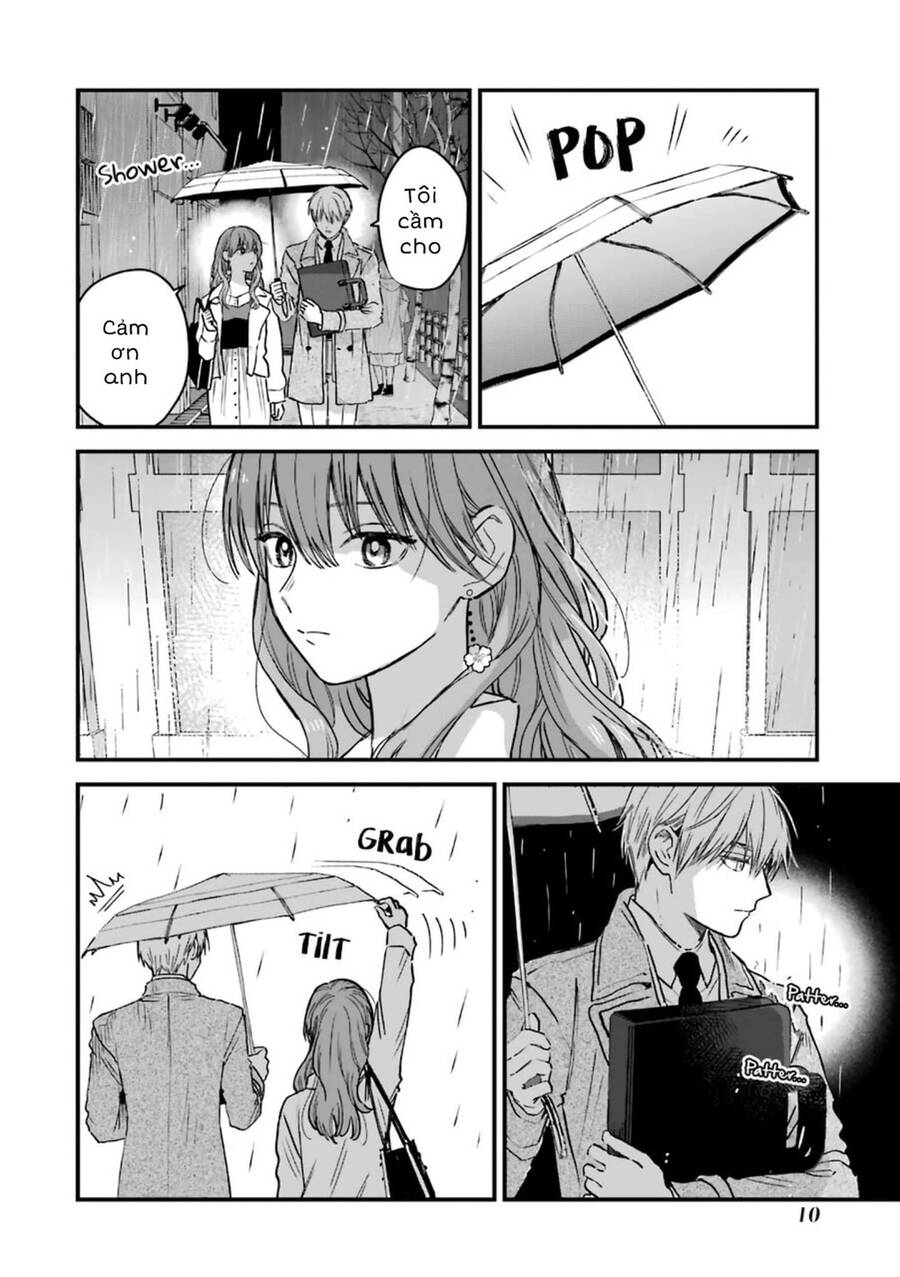 POP
Tôi
cầm
cho
Shower...
Cảm
ơn
anh
Patter...
Patter...
GRab
TILT
10